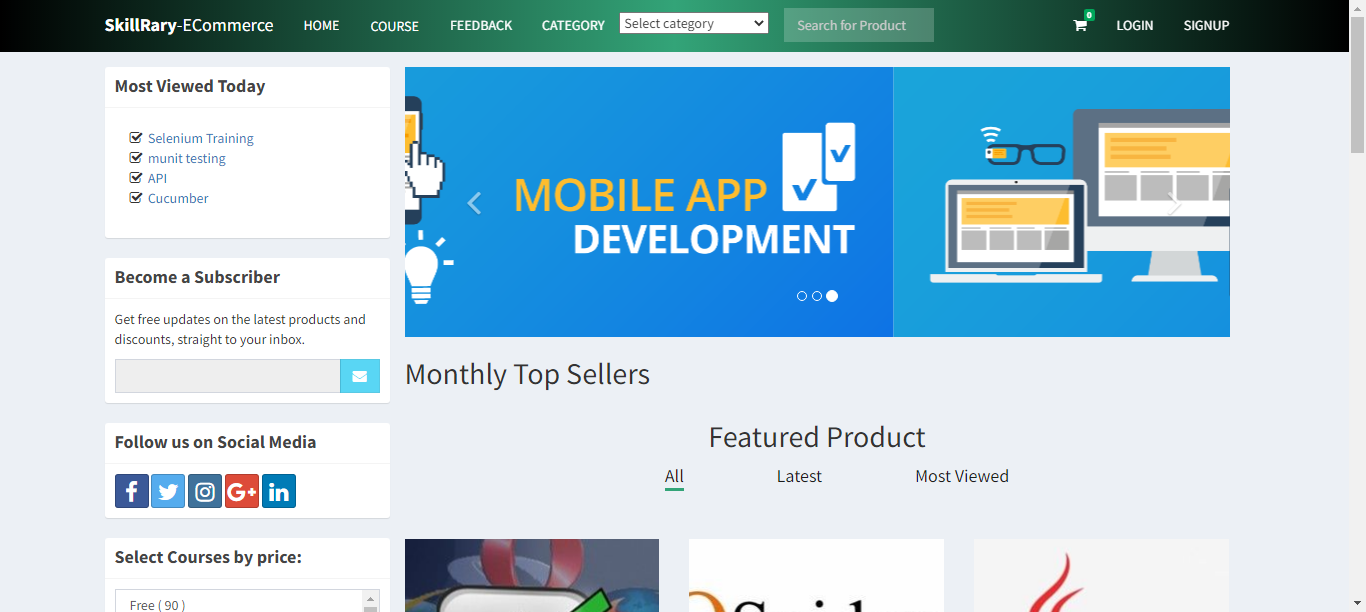 SkillRary-ECommerce
HOME
COURSE
FEEDBACK
CATEGORY
Select category
Search for Product
0
LOGIN
SIGNUP
Most Viewed Today
Selenium Training
munit testing
API
Cucumber
Become a Subscriber
Get free updates on the latest products and
discounts, straight to your inbox.
Follow us on Social Media
f
G+
in
Select Courses by price:
Free ( 90 )
MOBILE APP
DEVELOPMENT
Monthly Top Sellers
Featured Product
All
Latest
Most Viewed